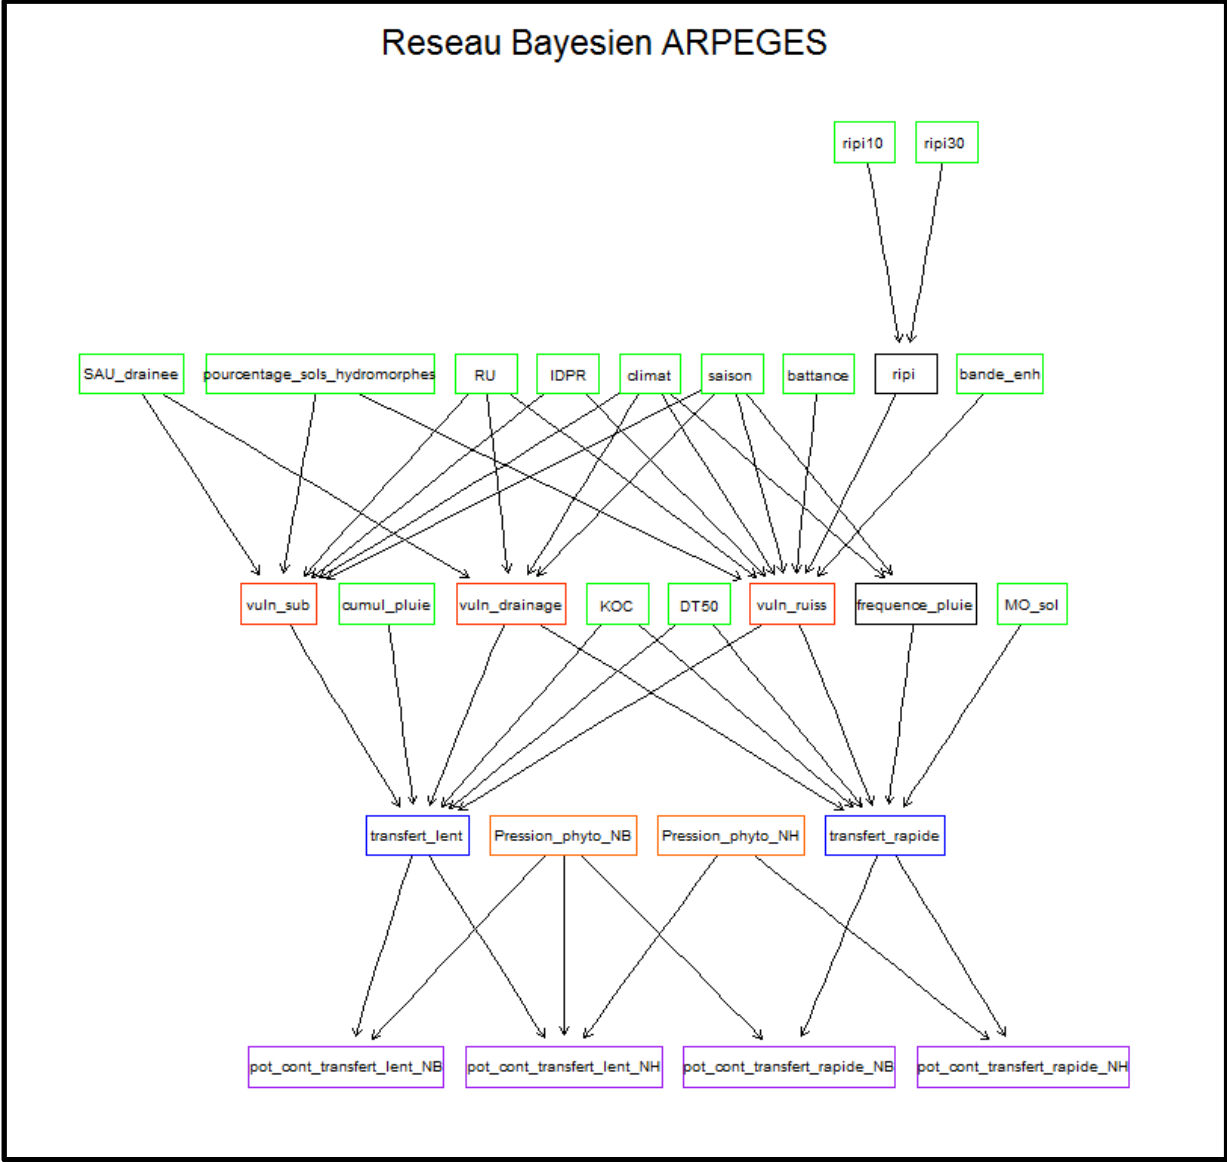 Reseau Bayesien ARPEGES
ripi10
ripi30
SAU_drainee
pourcentage_sols_hydromorphes
RU
IDPR
climat
saison
battance
ripi
bande_enh
vuln_sub
cumul_pluie
vuln_drainage
KOC
DT50
vuln_ruiss
frequence_pluie
MO_sol
transfert_lent
Pression_phyto_NB
Pression_phyto_NH
transfert_rapide
pot_cont_transfert_lent_NB
pot_cont_transfert_lent_NH
pot_cont_transfert_rapide_NB
pot_cont_transfert_rapide_NH